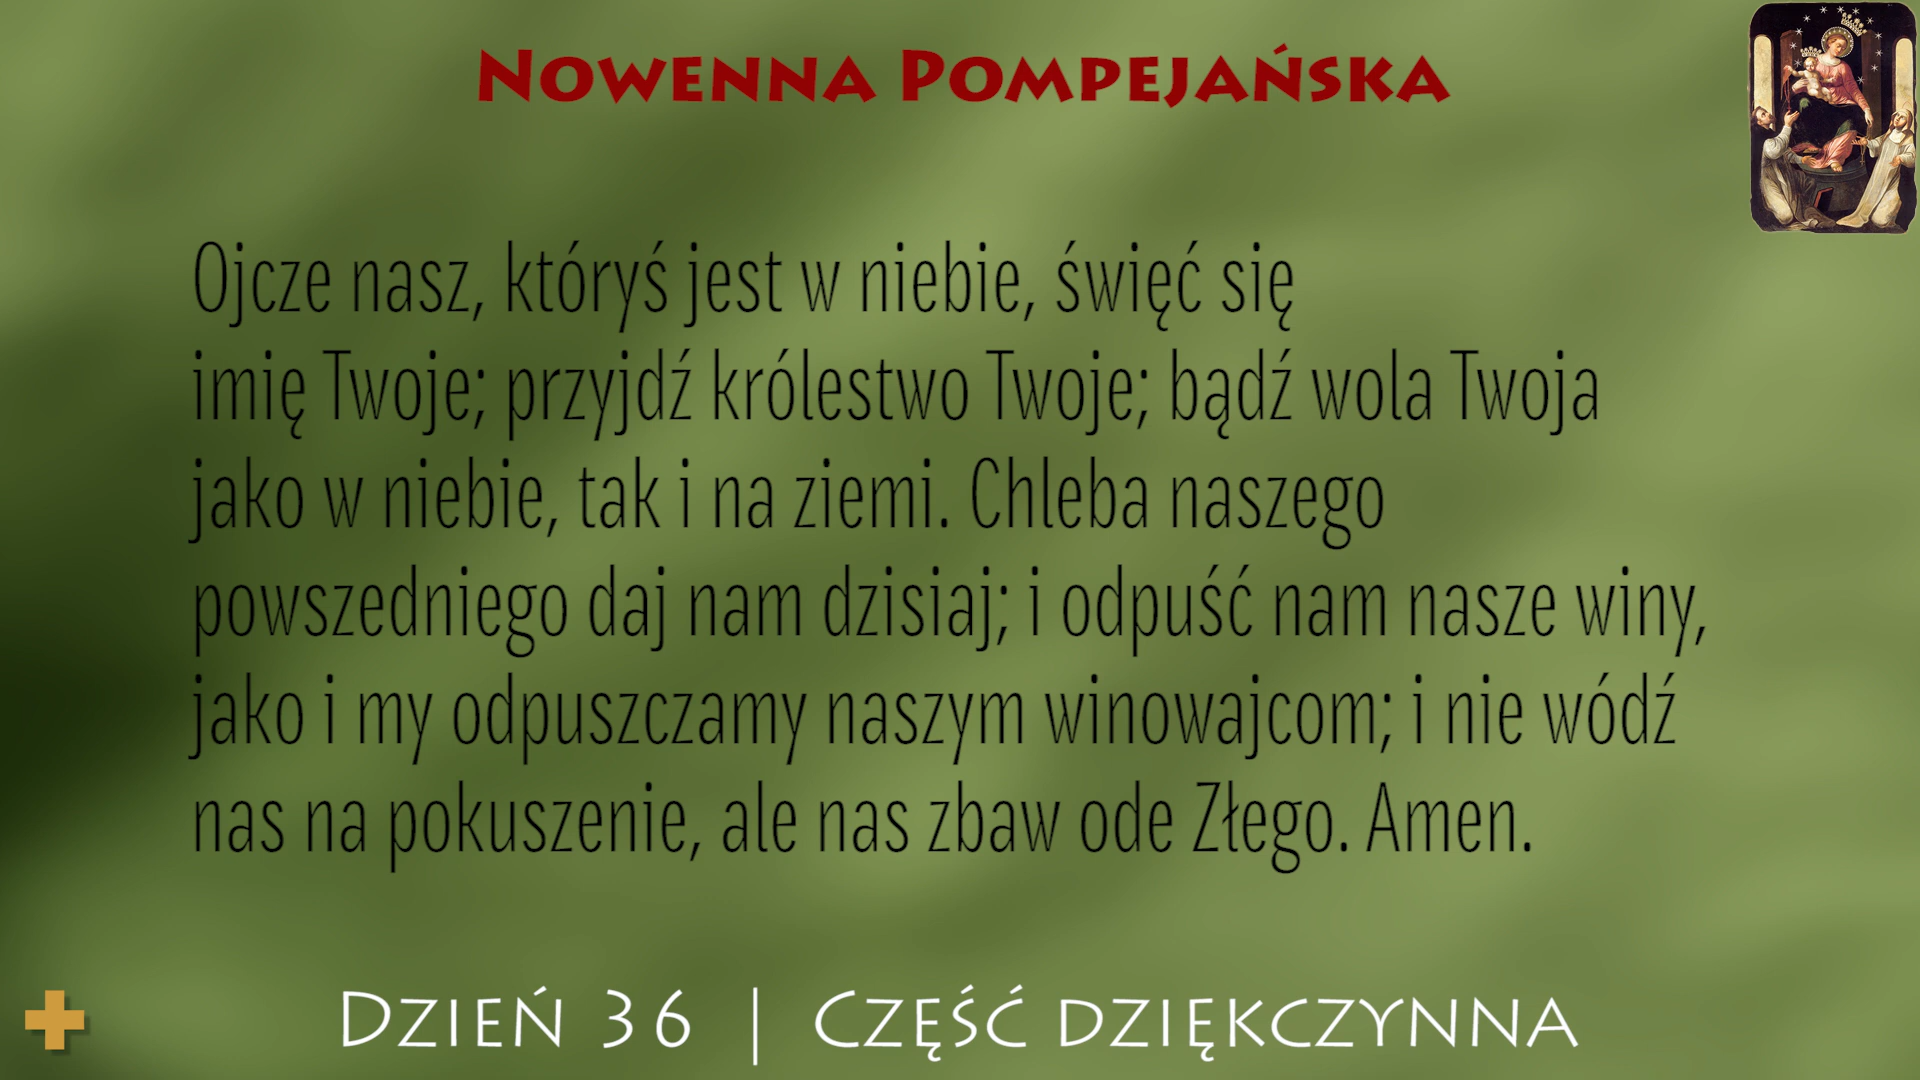 Nowenna Pompejańska
Ojcze nasz, któryś jest w niebie, święć się
imię Twoje; przyjdź królestwo Twoje; bądź wola Twoja
jako w niebie, tak i na ziemi. Chleba naszego
powszedniego daj nam dzisiaj; i odpuść nam nasze winy,
jako i my odpuszczamy naszym winowajcom; i nie wódź
nas na pokuszenie, ale nas zbaw ode Złego. Amen.
Dzień 36 | Część dziękczynna